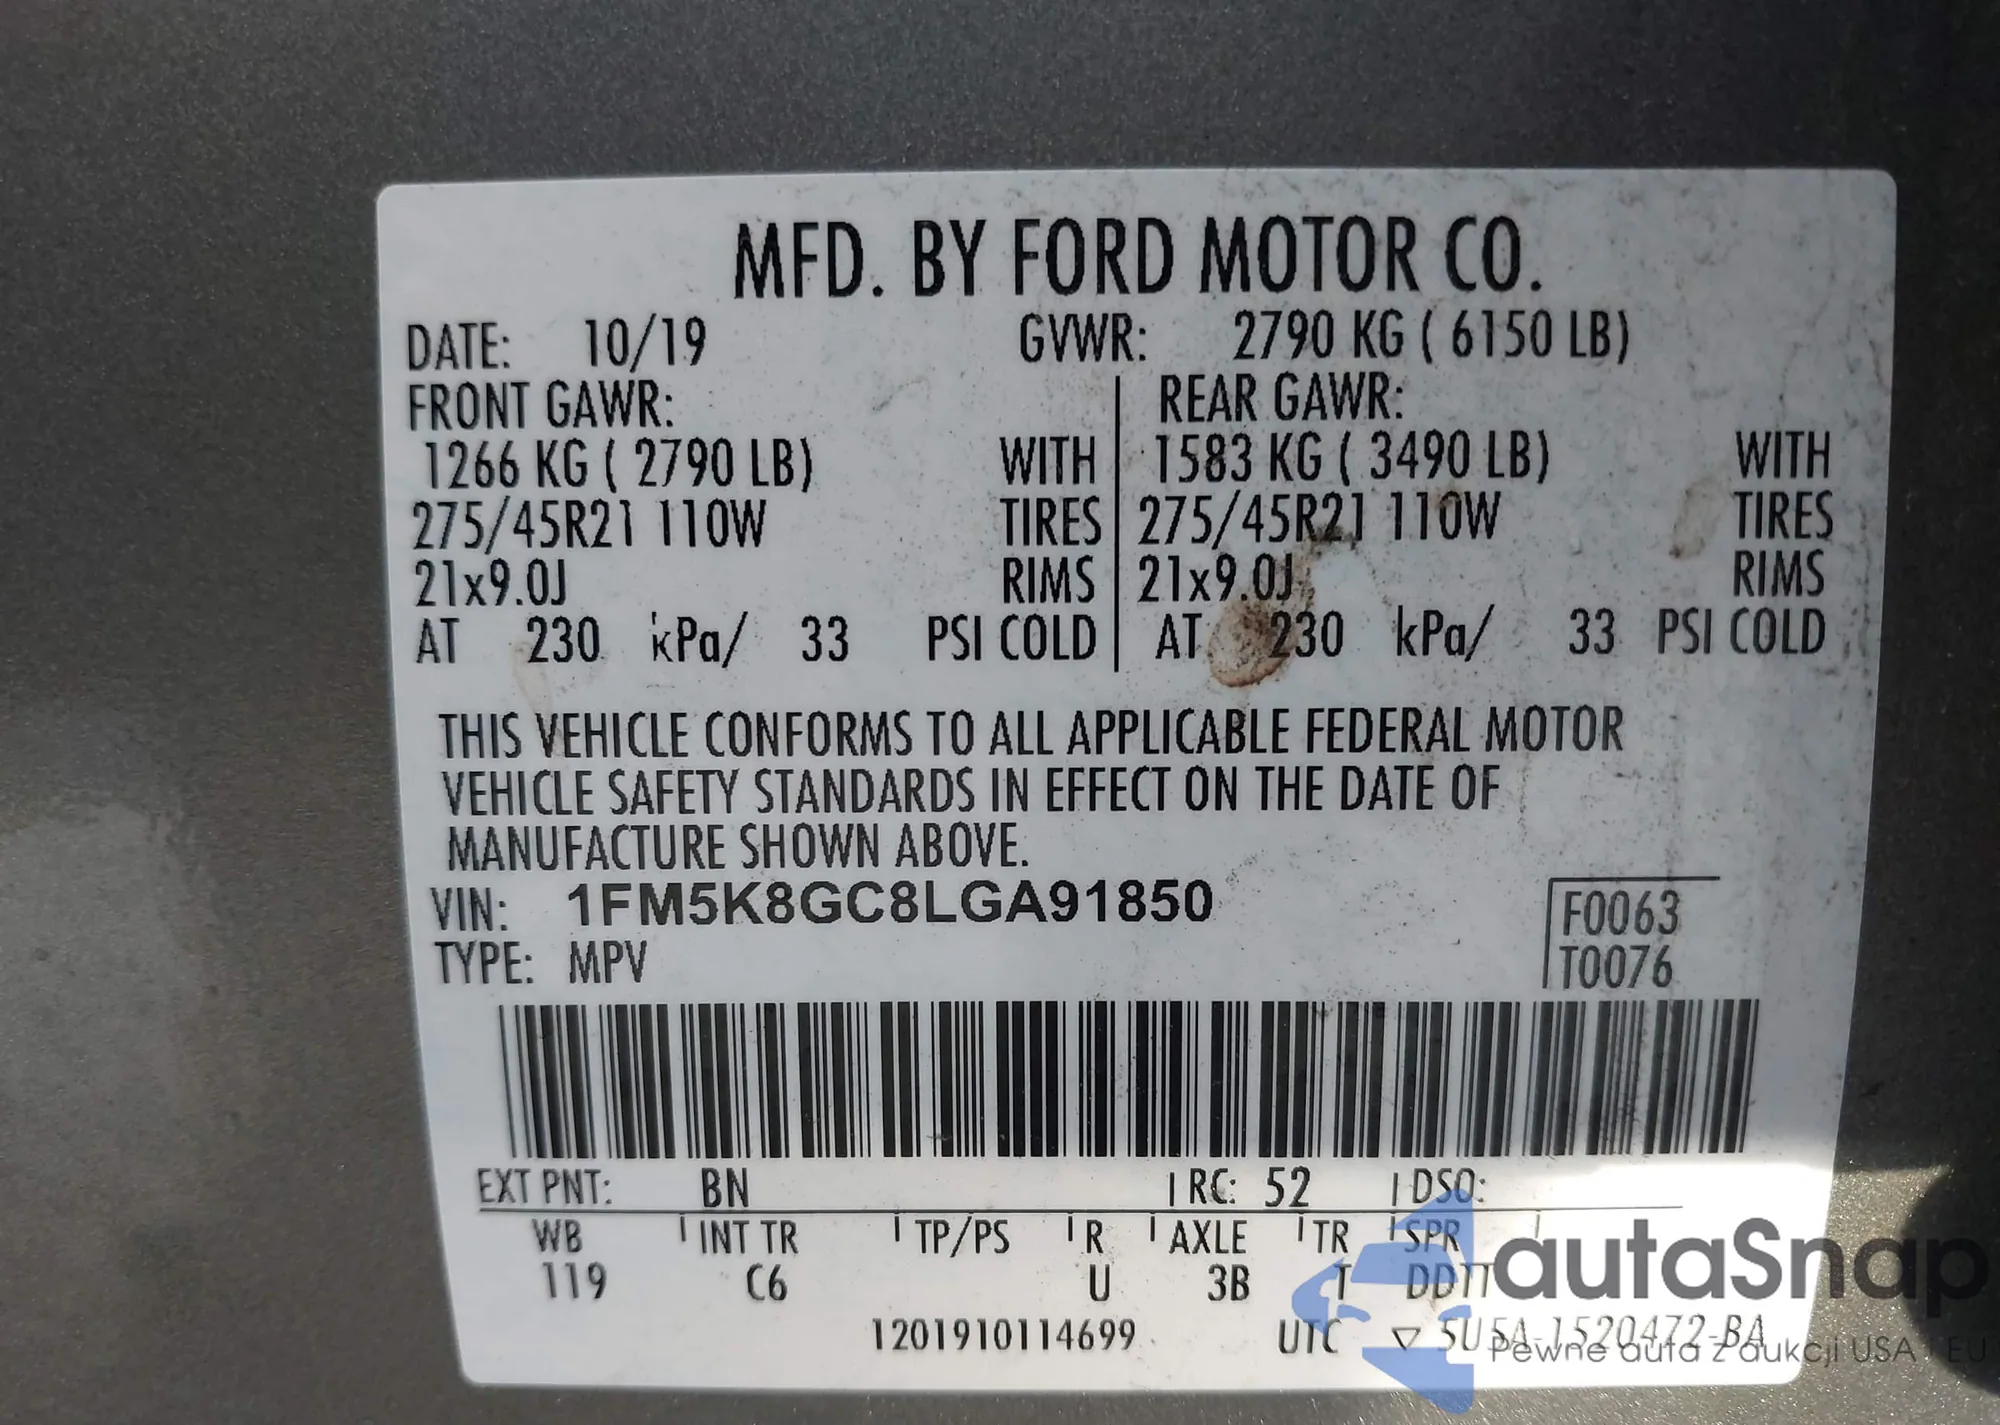 MFD. BY FORD MOTOR CO.
DATE: 10/19 GVWR: 2790 KG ( 6150 LB)
FRONT GAWR: REAR GAWR:
1266 KG ( 2790 LB) WITH 1583 KG ( 3490 LB) WITH
275/45R21 110W TIRES 275/45R21 110W TIRES
21x9.0J RIMS 21x9.0J RIMS
AT 230 kPa/ 33 PSI COLD AT 230 kPa/ 33 PSI COLD
THIS VEHICLE CONFORMS TO ALL APPLICABLE FEDERAL MOTOR
VEHICLE SAFETY STANDARDS IN EFFECT ON THE DATE OF
MANUFACTURE SHOWN ABOVE.
VIN: 1FM5K8GC8LGA91850 F0063
TYPE: MPV T0076
EXT PNT: BN RC: 52 DSO:
WB INT TR TP/PS R AXLE TR SPR
119 C6 U 3B T DDTT
1201910114699 UTC ▽ 5U5A-1520472-BA
autaSnap
Pewne auta z aukcji USA i EU